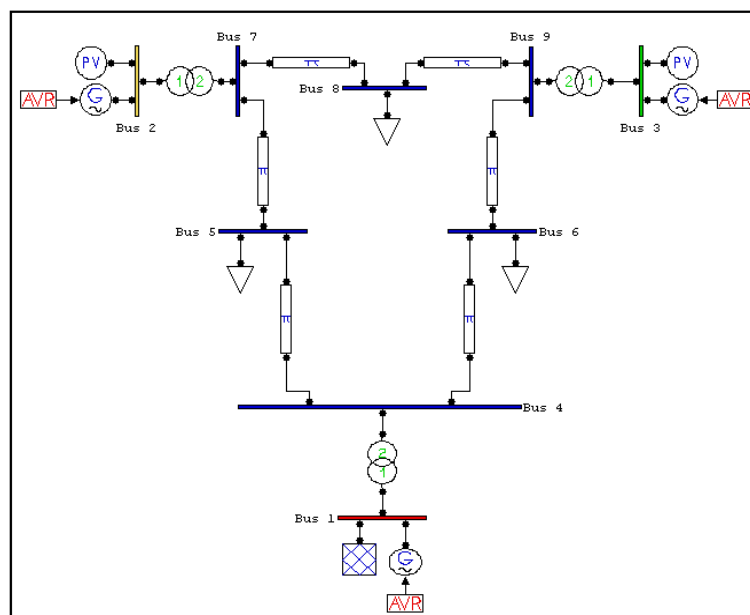 Bus 7
Bus 9
PV
π
π
PV
1 2
2 1
Bus 8
AVR
G
G
AVR
Bus 2
Bus 3
π
π
Bus 5
Bus 6
π
π
Bus 4
2
1
Bus 1
G
AVR